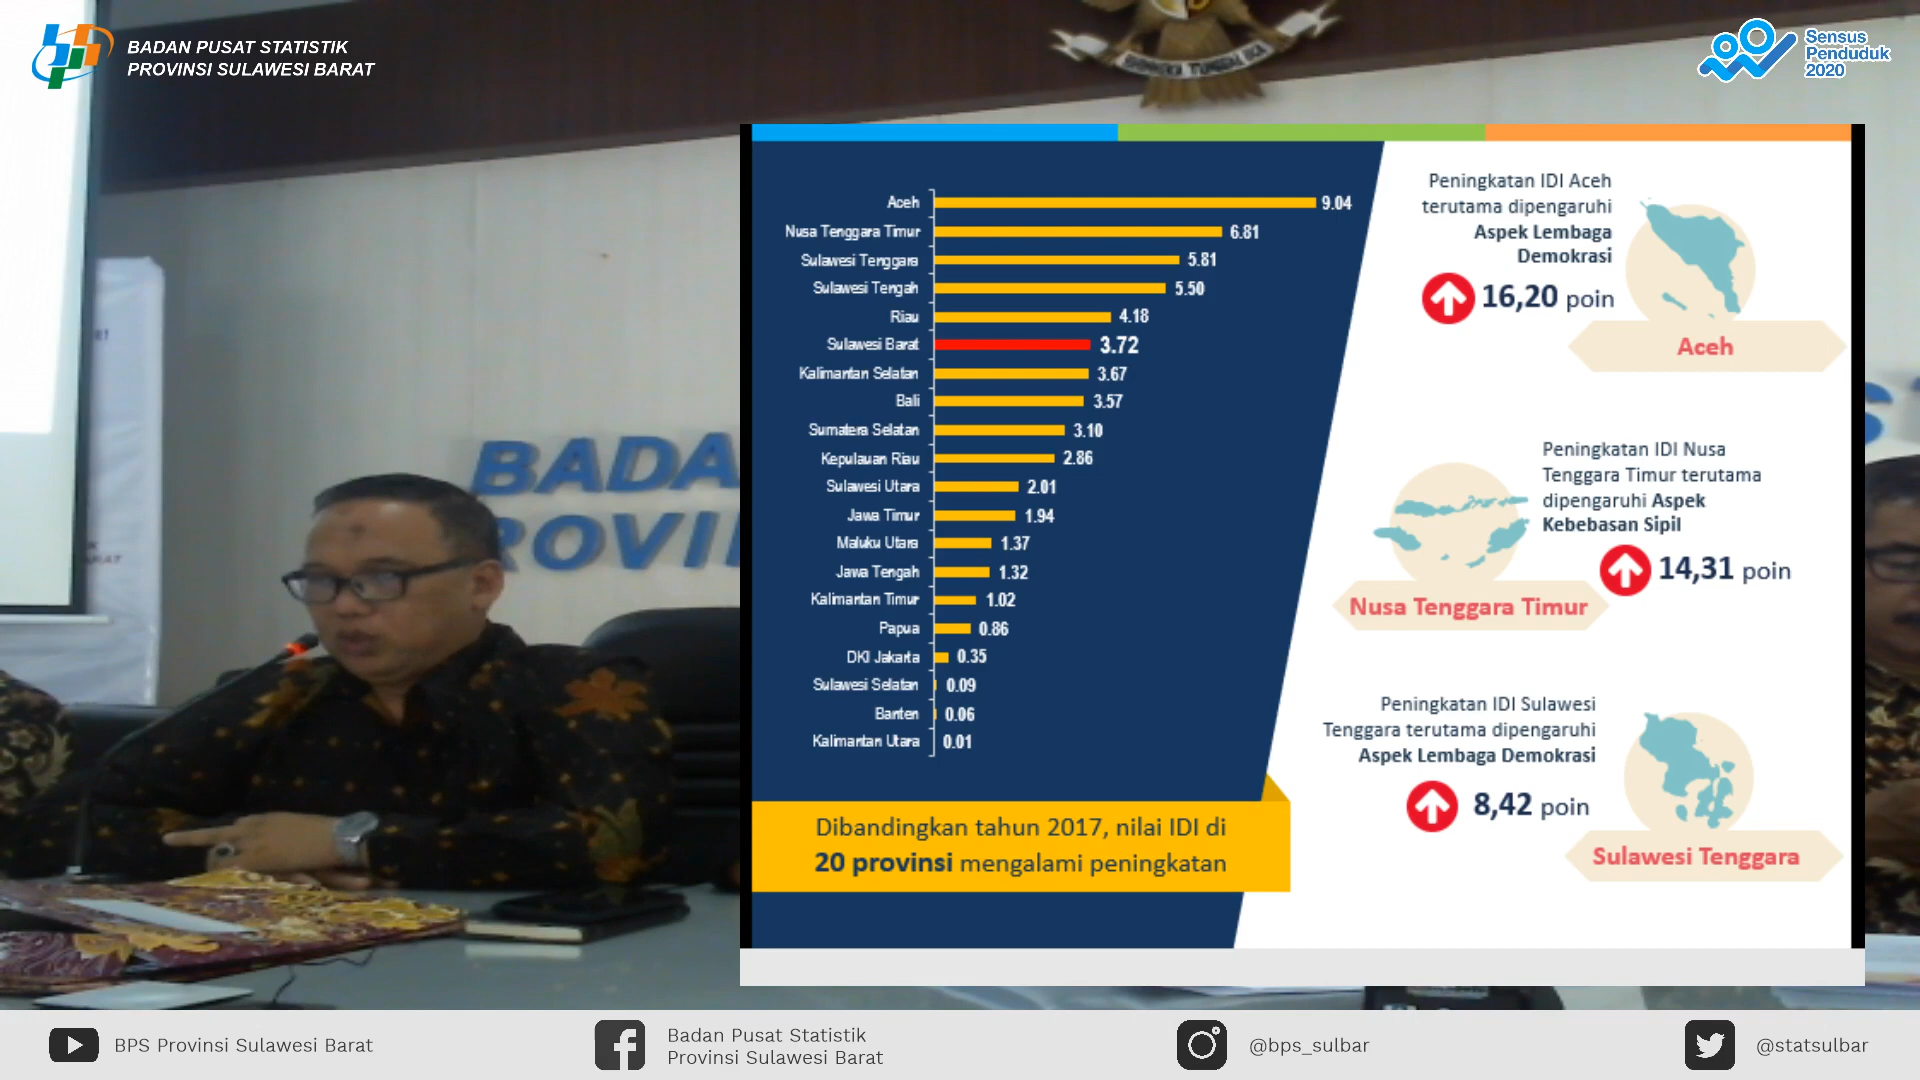 BADAN PUSAT STATISTIK
PROVINSI SULAWESI BARAT
Sensus
Penduduk
2020
BADA
ROVI
Aceh 9.04
Nusa Tenggara Timur 6.81
Sulawesi Tenggara 5.81
Sulawesi Tengah 5.50
Riau 4.18
Sulawesi Barat 3.72
Kalimantan Selatan 3.67
Bali 3.57
Sumatera Selatan 3.10
Kepulauan Riau 2.86
Sulawesi Utara 2.01
Jawa Timur 1.94
Maluku Utara 1.37
Jawa Tengah 1.32
Kalimantan Timur 1.02
Papua 0.86
DKI Jakarta 0.35
Sulawesi Selatan 0.09
Banten 0.06
Kalimantan Utara 0.01
Dibandingkan tahun 2017, nilai IDI di
20 provinsi mengalami peningkatan
Peningkatan IDI Aceh
terutama dipengaruhi
Aspek Lembaga
Demokrasi
16,20 poin
Aceh
Peningkatan IDI Nusa
Tenggara Timur terutama
dipengaruhi Aspek
Kebebasan Sipil
14,31 poin
Nusa Tenggara Timur
Peningkatan IDI Sulawesi
Tenggara terutama dipengaruhi
Aspek Lembaga Demokrasi
8,42 poin
Sulawesi Tenggara
BPS Provinsi Sulawesi Barat
Badan Pusat Statistik
Provinsi Sulawesi Barat
@bps_sulbar
@statsulbar